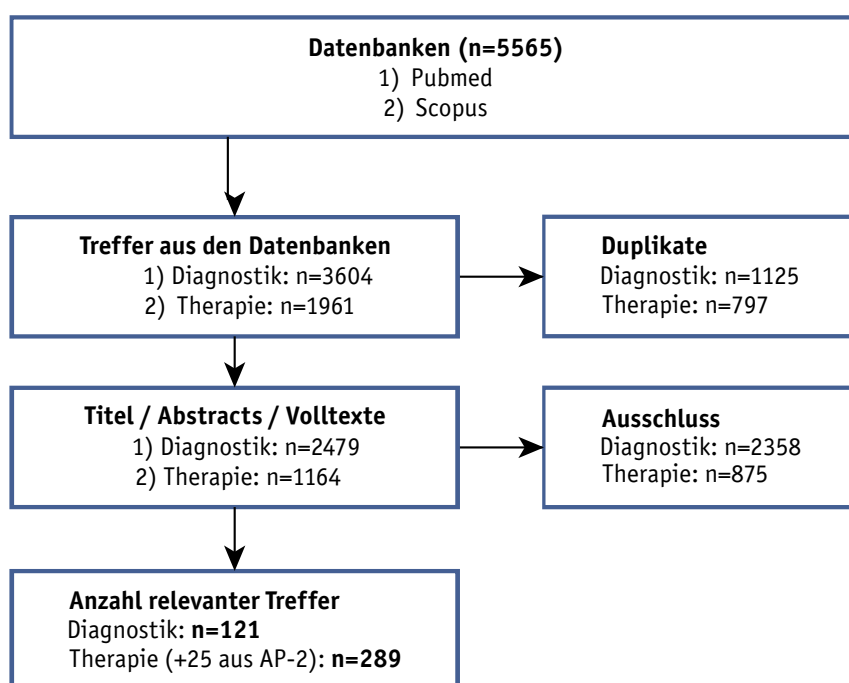 Datenbanken (n=5565)
1) Pubmed
2) Scopus
Treffer aus den Datenbanken
1) Diagnostik: n=3604
2) Therapie: n=1961
Duplikate
Diagnostik: n=1125
Therapie: n=797
Titel / Abstracts / Volltexte
1) Diagnostik: n=2479
2) Therapie: n=1164
Ausschluss
Diagnostik: n=2358
Therapie: n=875
Anzahl relevanter Treffer
Diagnostik: n=121
Therapie (+25 aus AP-2): n=289